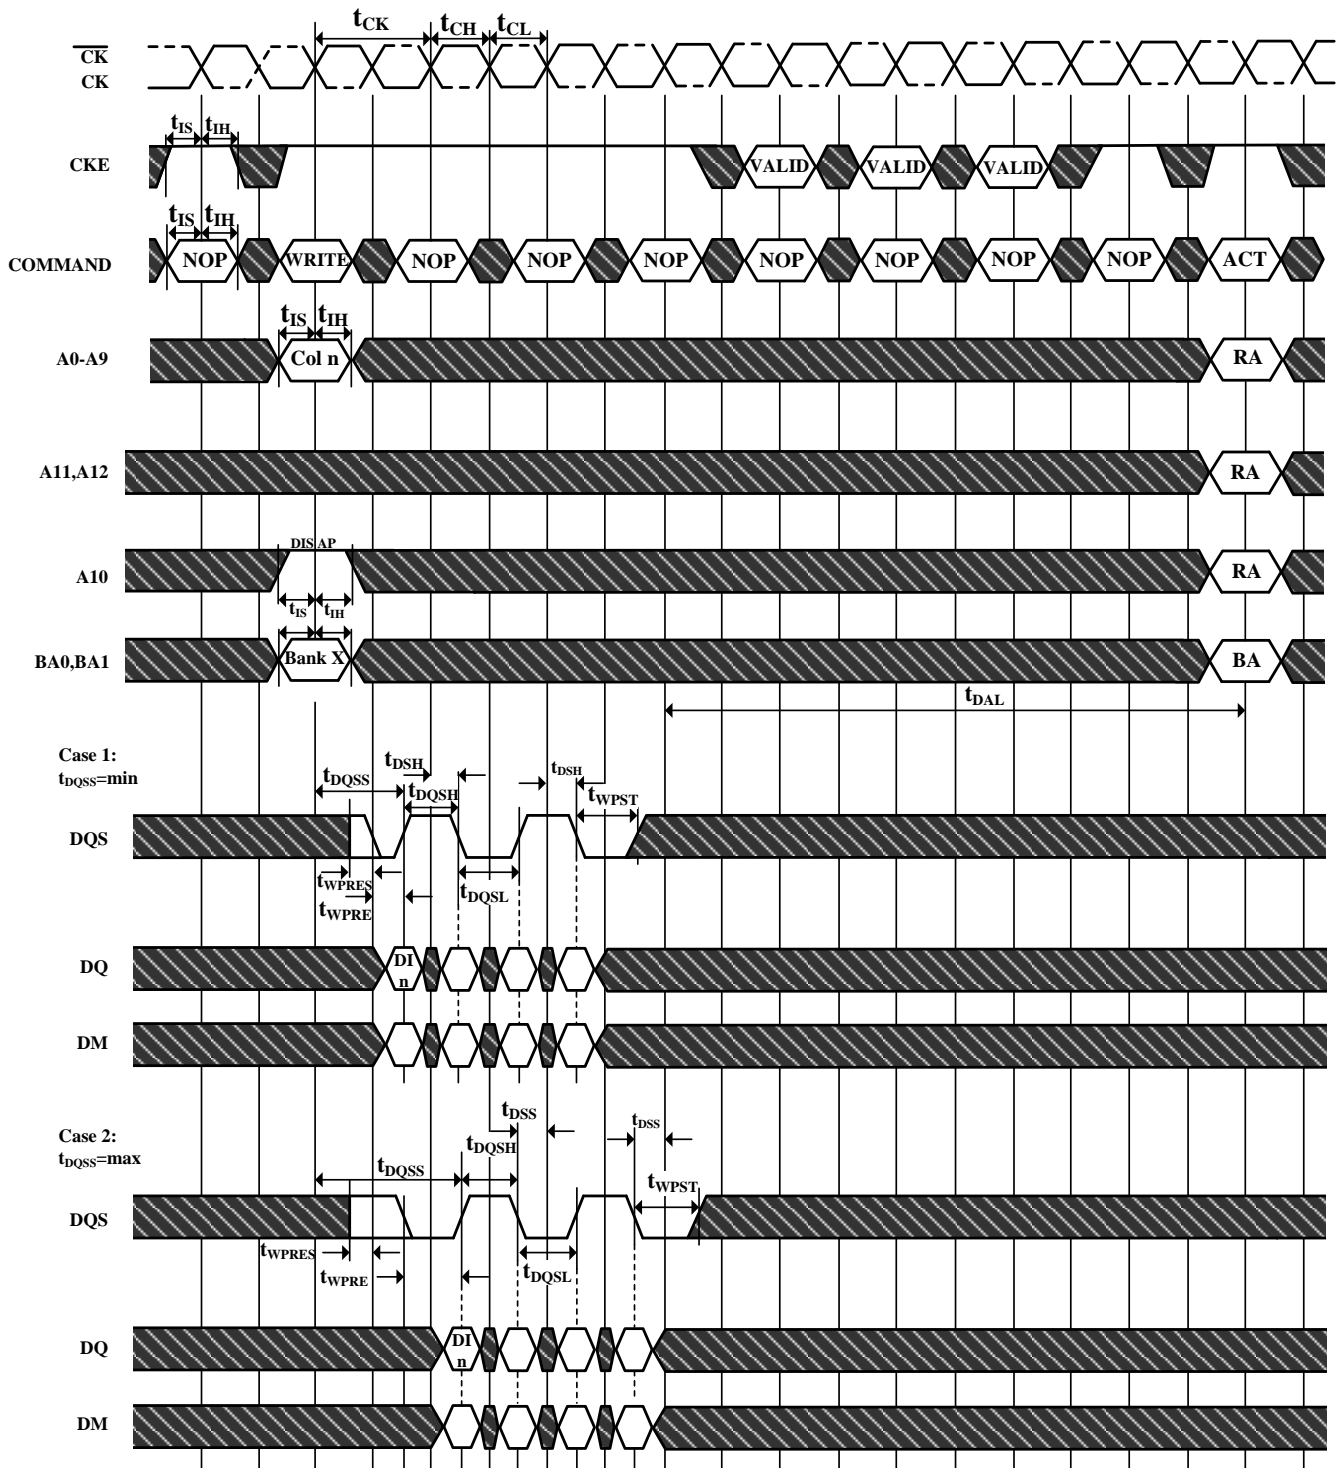 tCK tCH tCL
CK
CK
tIS tIH
CKE VALID VALID VALID
tIS tIH
COMMAND NOP WRITE NOP NOP NOP NOP NOP NOP NOP ACT
tIS tIH
A0-A9 Col n RA
A11,A12 RA
DIS AP
A10 RA
tIS tIH
BA0,BA1 Bank X BA
tDAL
Case 1:
tDQSS=min
tDSH tDSH
tDQSS tDQSH tWPST
DQS
tWPRES tDQSL
tWPRE
DQ DI
n
DM
Case 2:
tDQSS=max
tDSS tDSS
tDQSH
tDQSS tWPST
DQS
tWPRES
tWPRE tDQSL
DQ DI
n
DM